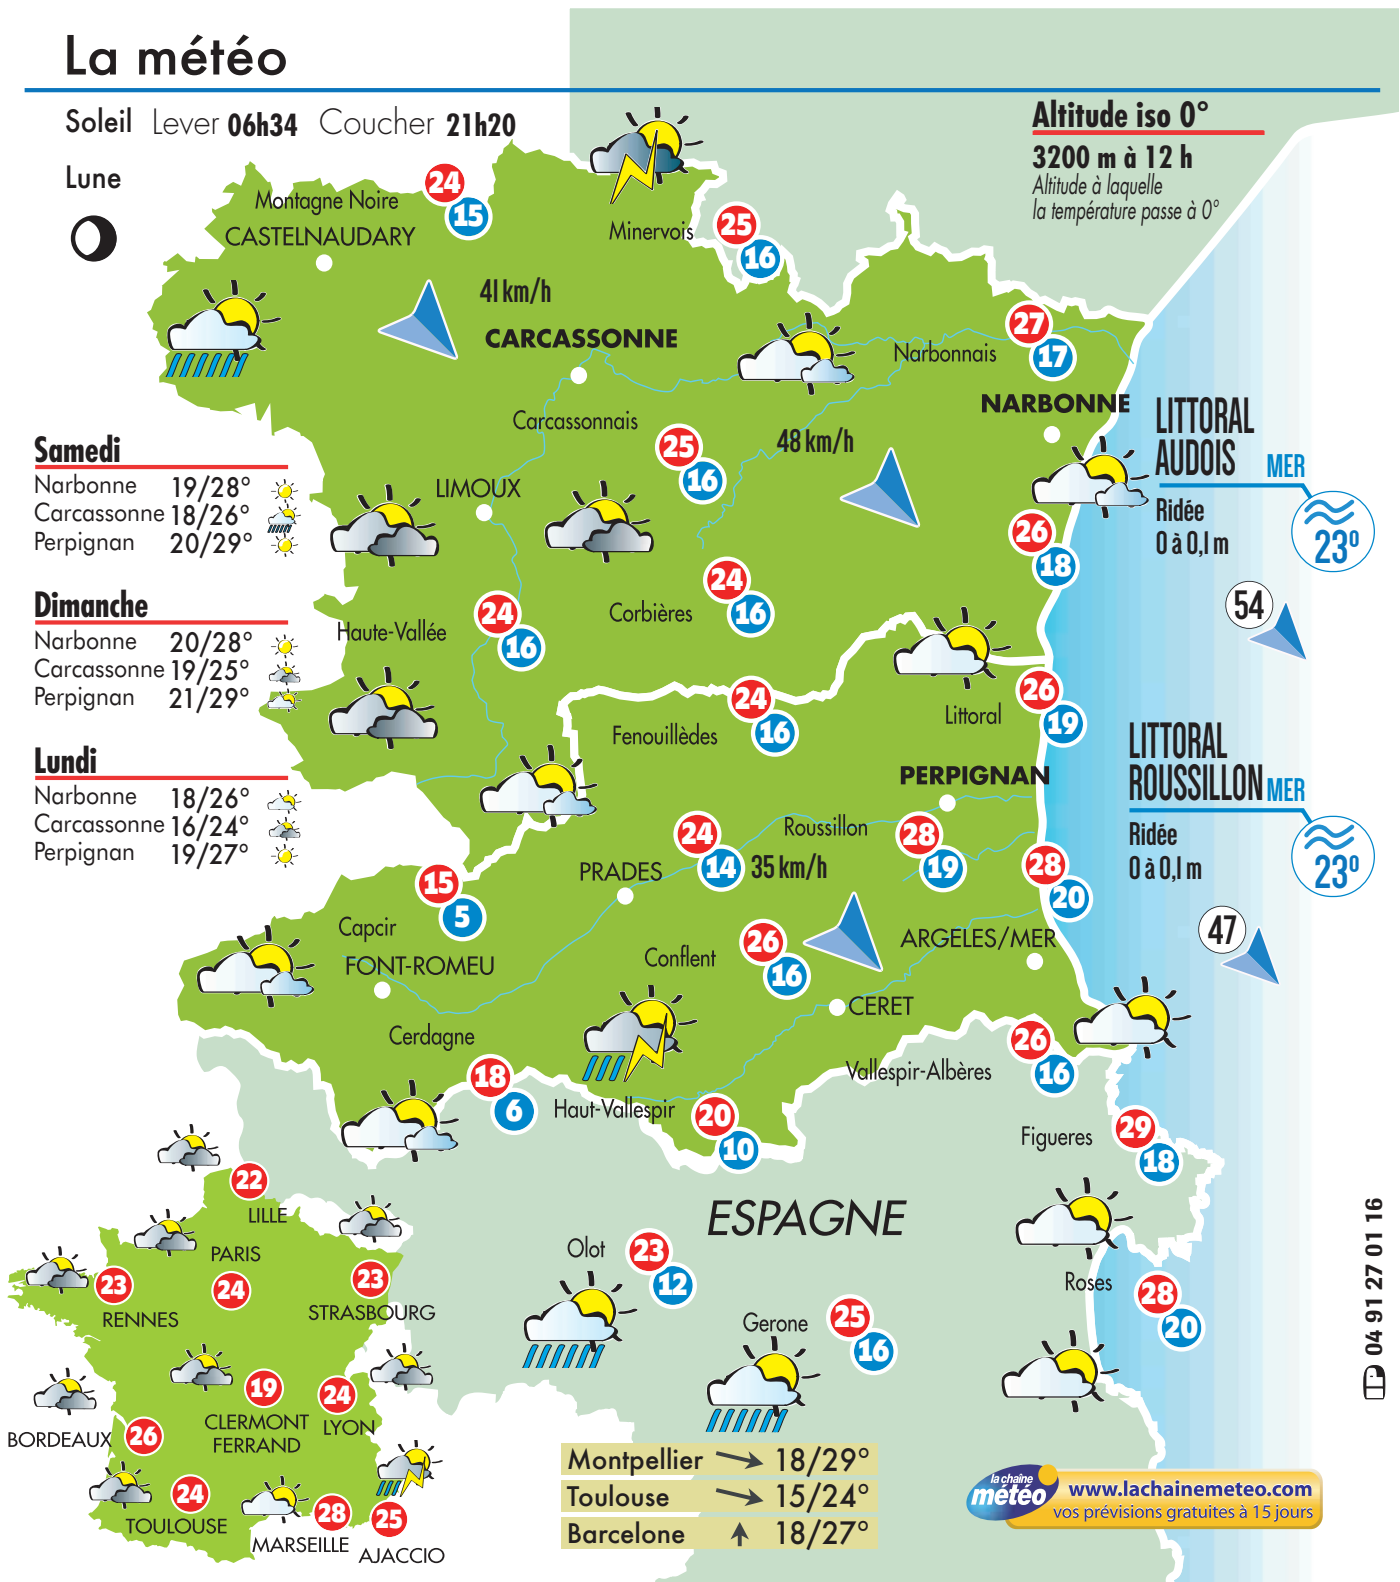 La météo
Soleil Lever 06h34 Coucher 21h20
Lune
Altitude iso 0°
3200 m à 12 h
Altitude à laquelle
la température passe à 0°
Montagne Noire
24
15
CASTELNAUDARY
Minervois
25
16
41 km/h
CARCASSONNE
Narbonnais
27
17
NARBONNE
Carcassonnais
25
16
48 km/h
LIMOUX
LITTORAL
AUDOIS
MER
Ridée
0 à 0,1 m
23°
26
18
54
Samedi
Narbonne 19/28°
Carcassonne 18/26°
Perpignan 20/29°
Dimanche
Narbonne 20/28°
Carcassonne 19/25°
Perpignan 21/29°
Lundi
Narbonne 18/26°
Carcassonne 16/24°
Perpignan 19/27°
Haute-Vallée
24
16
Corbières
24
16
Fenouillèdes
24
16
Littoral
26
19
PERPIGNAN
LITTORAL
ROUSSILLON
MER
Ridée
0 à 0,1 m
23°
47
Roussillon
28
19
28
20
PRADES
24
14
35 km/h
Capcir
15
5
FONT-ROMEU
Conflent
26
16
ARGELES/MER
CERET
Cerdagne
18
6
Vallespir-Albères
26
16
Haut-Vallespir
20
10
Figueres
29
18
ESPAGNE
Olot
23
12
Gerone
25
16
Roses
28
20
22
LILLE
PARIS
24
23
RENNES
23
STRASBOURG
19
CLERMONT
FERRAND
24
LYON
BORDEAUX
26
24
TOULOUSE
28
MARSEILLE
25
AJACCIO
Montpellier 18/29°
Toulouse 15/24°
Barcelone 18/27°
la chaîne
météo
www.lachainemeteo.com
vos prévisions gratuites à 15 jours
04 91 27 01 16